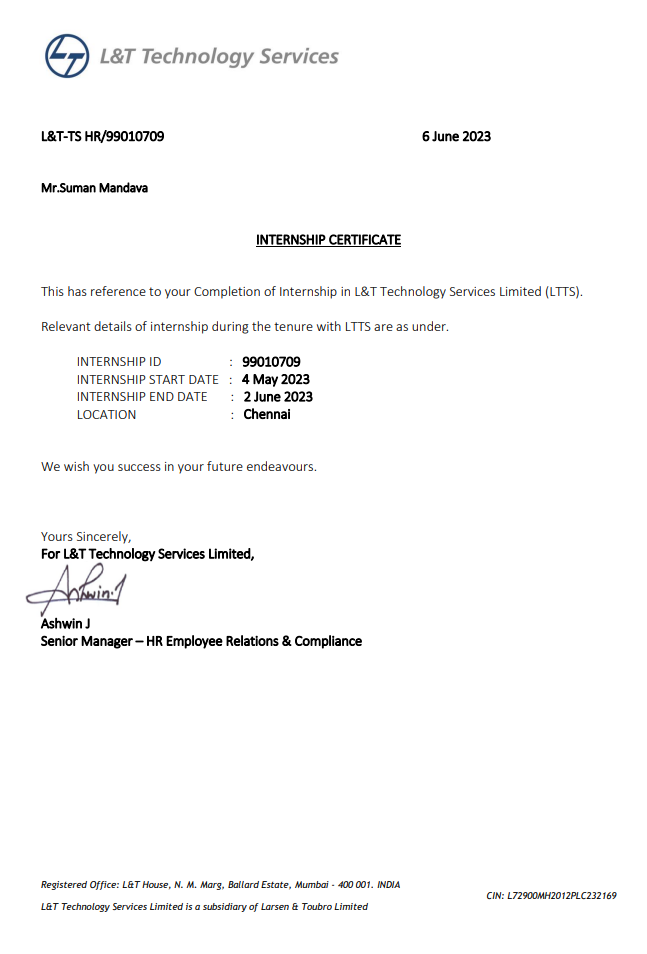 L&T Technology Services
L&T-TS HR/99010709 6 June 2023
Mr.Suman Mandava
INTERNSHIP CERTIFICATE
This has reference to your Completion of Internship in L&T Technology Services Limited (LTTS).
Relevant details of internship during the tenure with LTTS are as under.
INTERNSHIP ID : 99010709
INTERNSHIP START DATE : 4 May 2023
INTERNSHIP END DATE : 2 June 2023
LOCATION : Chennai
We wish you success in your future endeavours.
Yours Sincerely,
For L&T Technology Services Limited,
Ashwin.J
Ashwin J
Senior Manager – HR Employee Relations & Compliance
Registered Office: L&T House, N. M. Marg, Ballard Estate, Mumbai - 400 001. INDIA
CIN: L72900MH2012PLC232169
L&T Technology Services Limited is a subsidiary of Larsen & Toubro Limited